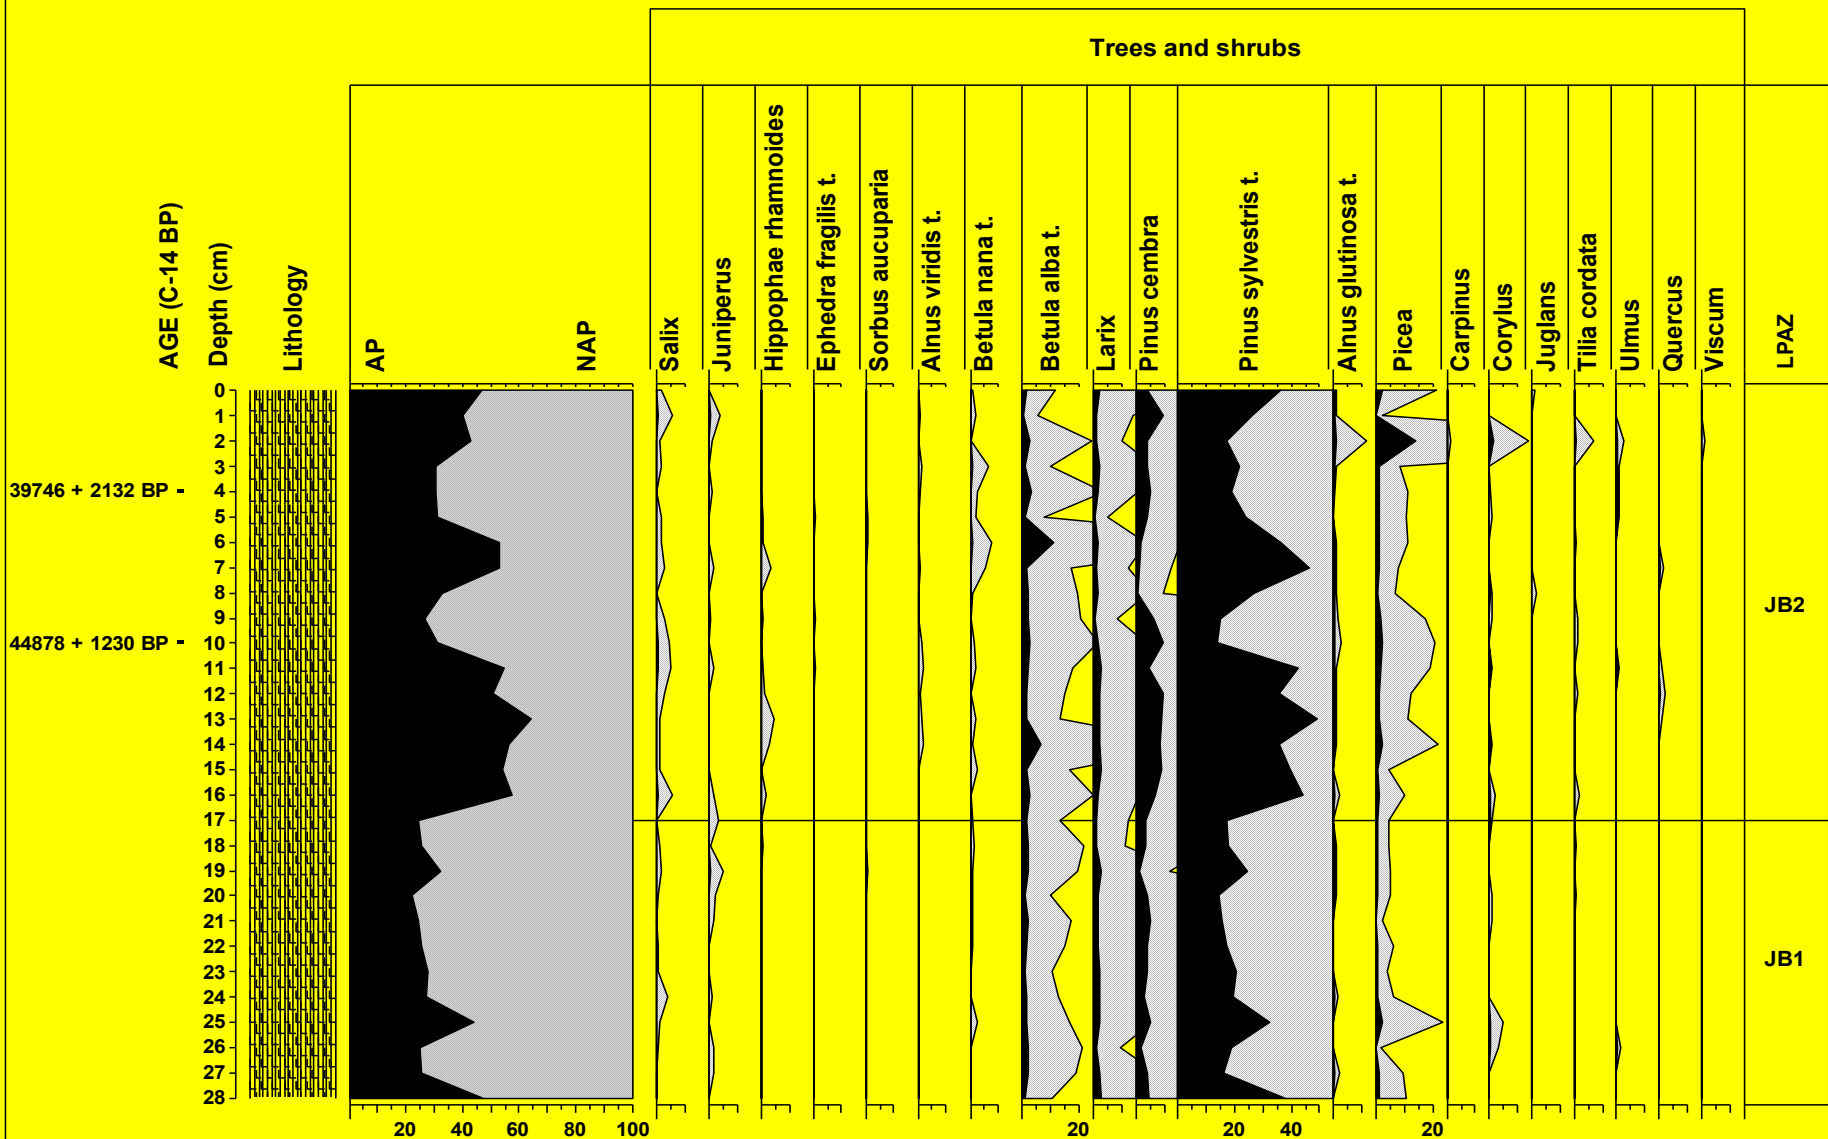 Trees and shrubs
AGE (C-14 BP)
Depth (cm)
Lithology
AP
NAP
Salix
Juniperus
Hippophae rhamnoides
Ephedra fragilis t.
Sorbus aucuparia
Alnus viridis t.
Betula nana t.
Betula alba t.
Larix
Pinus cembra
Pinus sylvestris t.
Alnus glutinosa t.
Picea
Carpinus
Corylus
Juglans
Tilia cordata
Ulmus
Quercus
Viscum
LPAZ
0
1
2
3
39746 + 2132 BP - 4
5
6
7
8
9
44878 + 1230 BP - 10
11
12
13
14
15
16
17
18
19
20
21
22
23
24
25
26
27
28
JB2
JB1
20 40 60 80 100 20 20 40 20